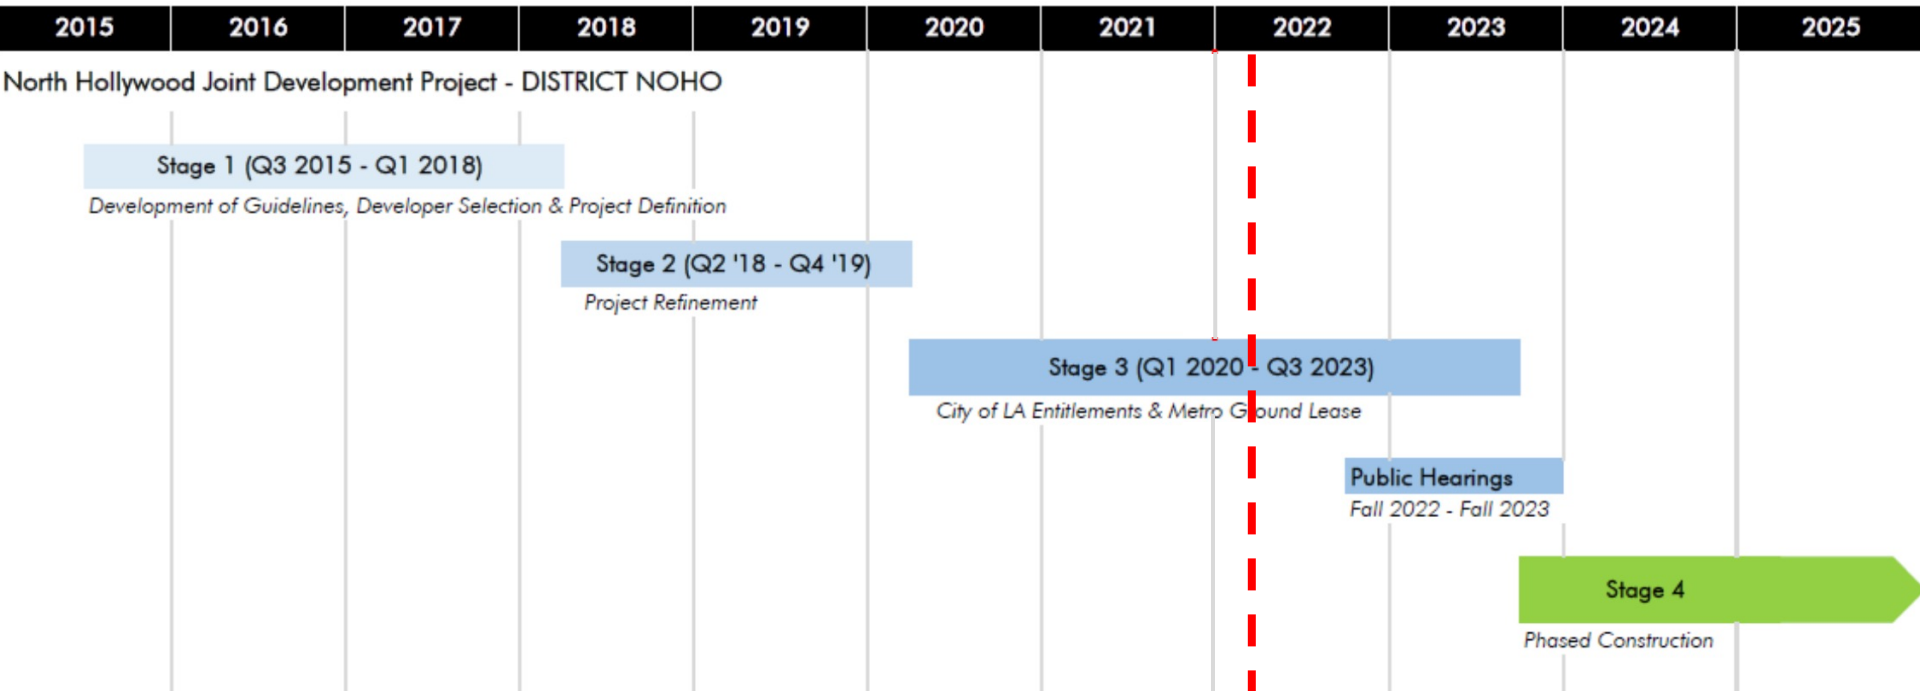 2015 2016 2017 2018 2019 2020 2021 2022 2023 2024 2025
North Hollywood Joint Development Project - DISTRICT NOHO
Stage 1 (Q3 2015 - Q1 2018)
Development of Guidelines, Developer Selection & Project Definition
Stage 2 (Q2 '18 - Q4 '19)
Project Refinement
Stage 3 (Q1 2020 - Q3 2023)
City of LA Entitlements & Metro Ground Lease
Public Hearings
Fall 2022 - Fall 2023
Stage 4
Phased Construction